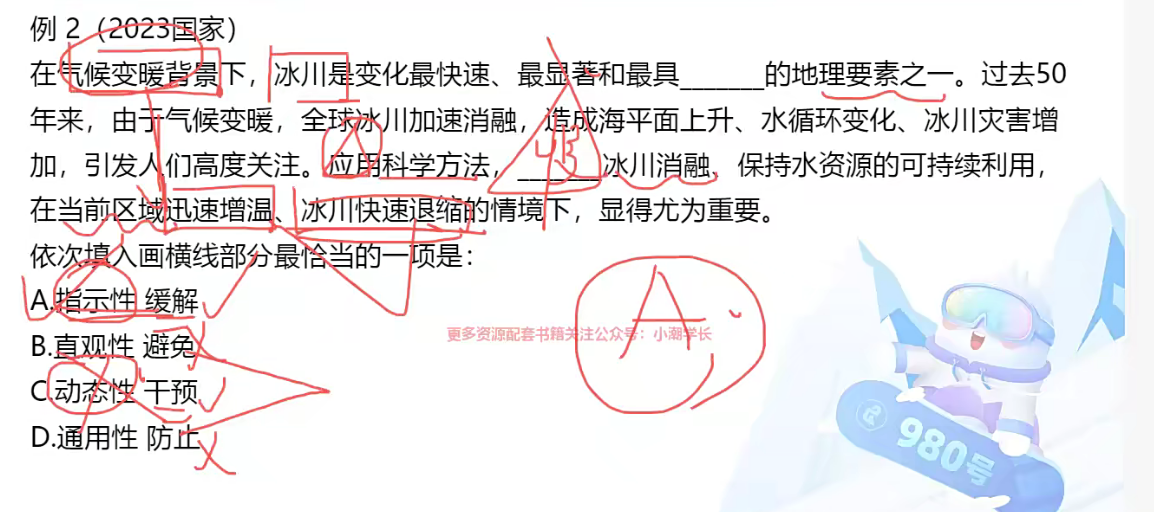 例 2（2023国家）
在气候变暖背景下，冰川是变化最快速、最显著和最具______的地理要素之一。过去50
年来，由于气候变暖，全球冰川加速消融，造成海平面上升、水循环变化、冰川灾害增
加，引发人们高度关注。应用科学方法，______冰川消融、保持水资源的可持续利用，
在当前区域迅速增温、冰川快速退缩的情境下，显得尤为重要。
依次填入画横线部分最恰当的一项是：
A.指示性 缓解
B.直观性 避免
C.动态性 干预
D.通用性 防止
A
更多资源配套书籍关注公众号：小潮学长
980号